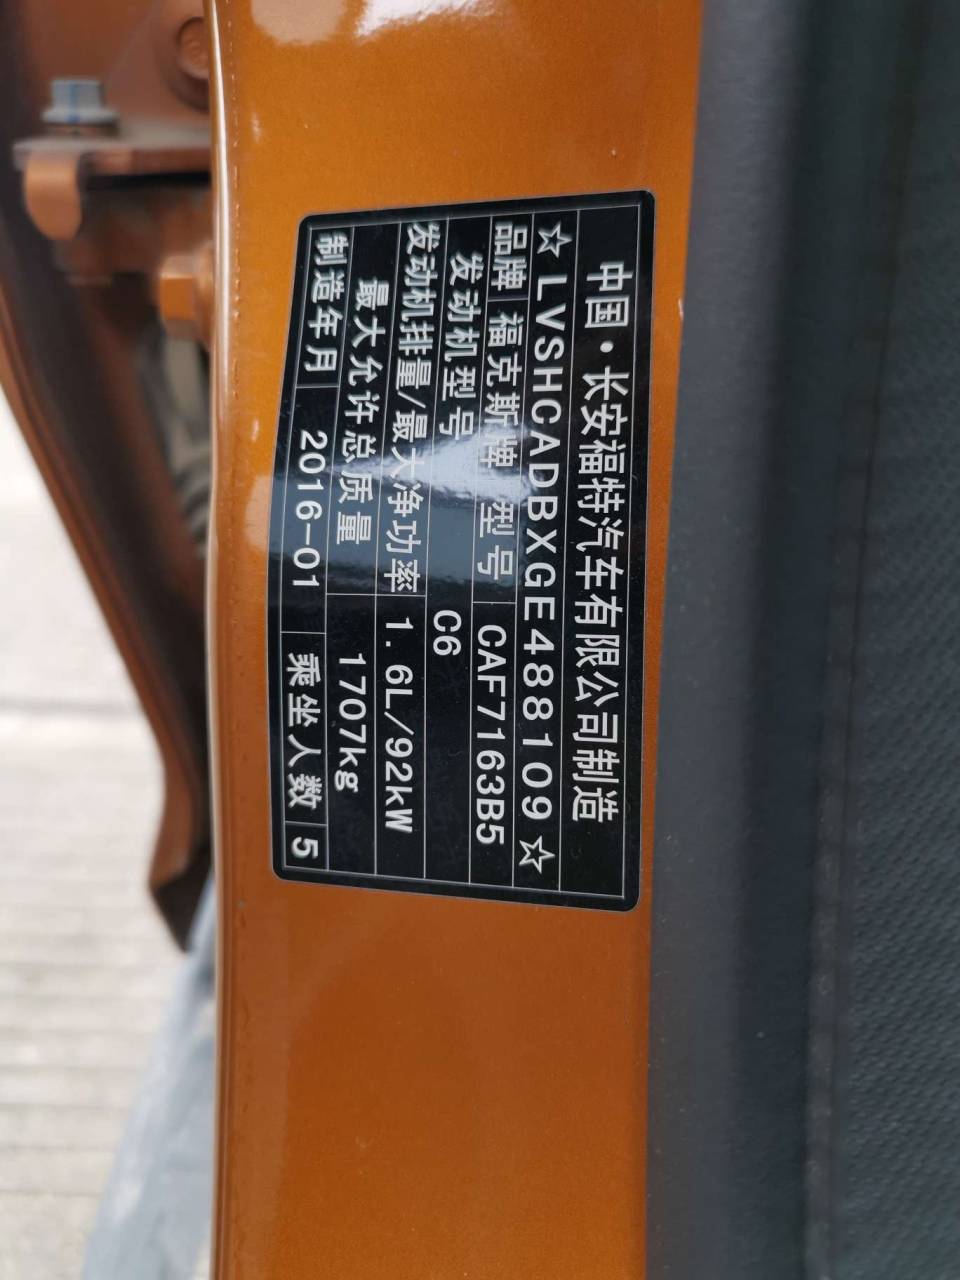 中国·长安福特汽车有限公司制造
☆LVSHCADBXGE488109☆
品牌 福克斯牌 型号 CAF7163B5
发动机型号 C6
发动机排量/最大净功率 1.6L/92kW
最大允许总质量 1707kg
制造年月 2016-01 乘坐人数 5